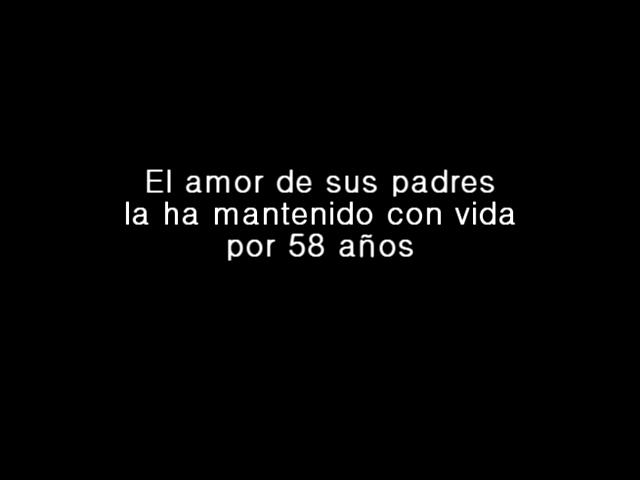 El amor de sus padres
la ha mantenido con vida
por 58 años